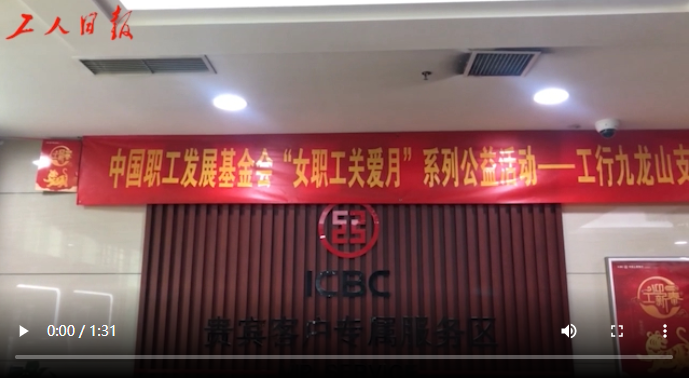 工人日报
中国职工发展基金会“女职工关爱月”系列公益活动——工行九龙山支
ICBC
贵宾客户专属服务区
0:00 / 1:31